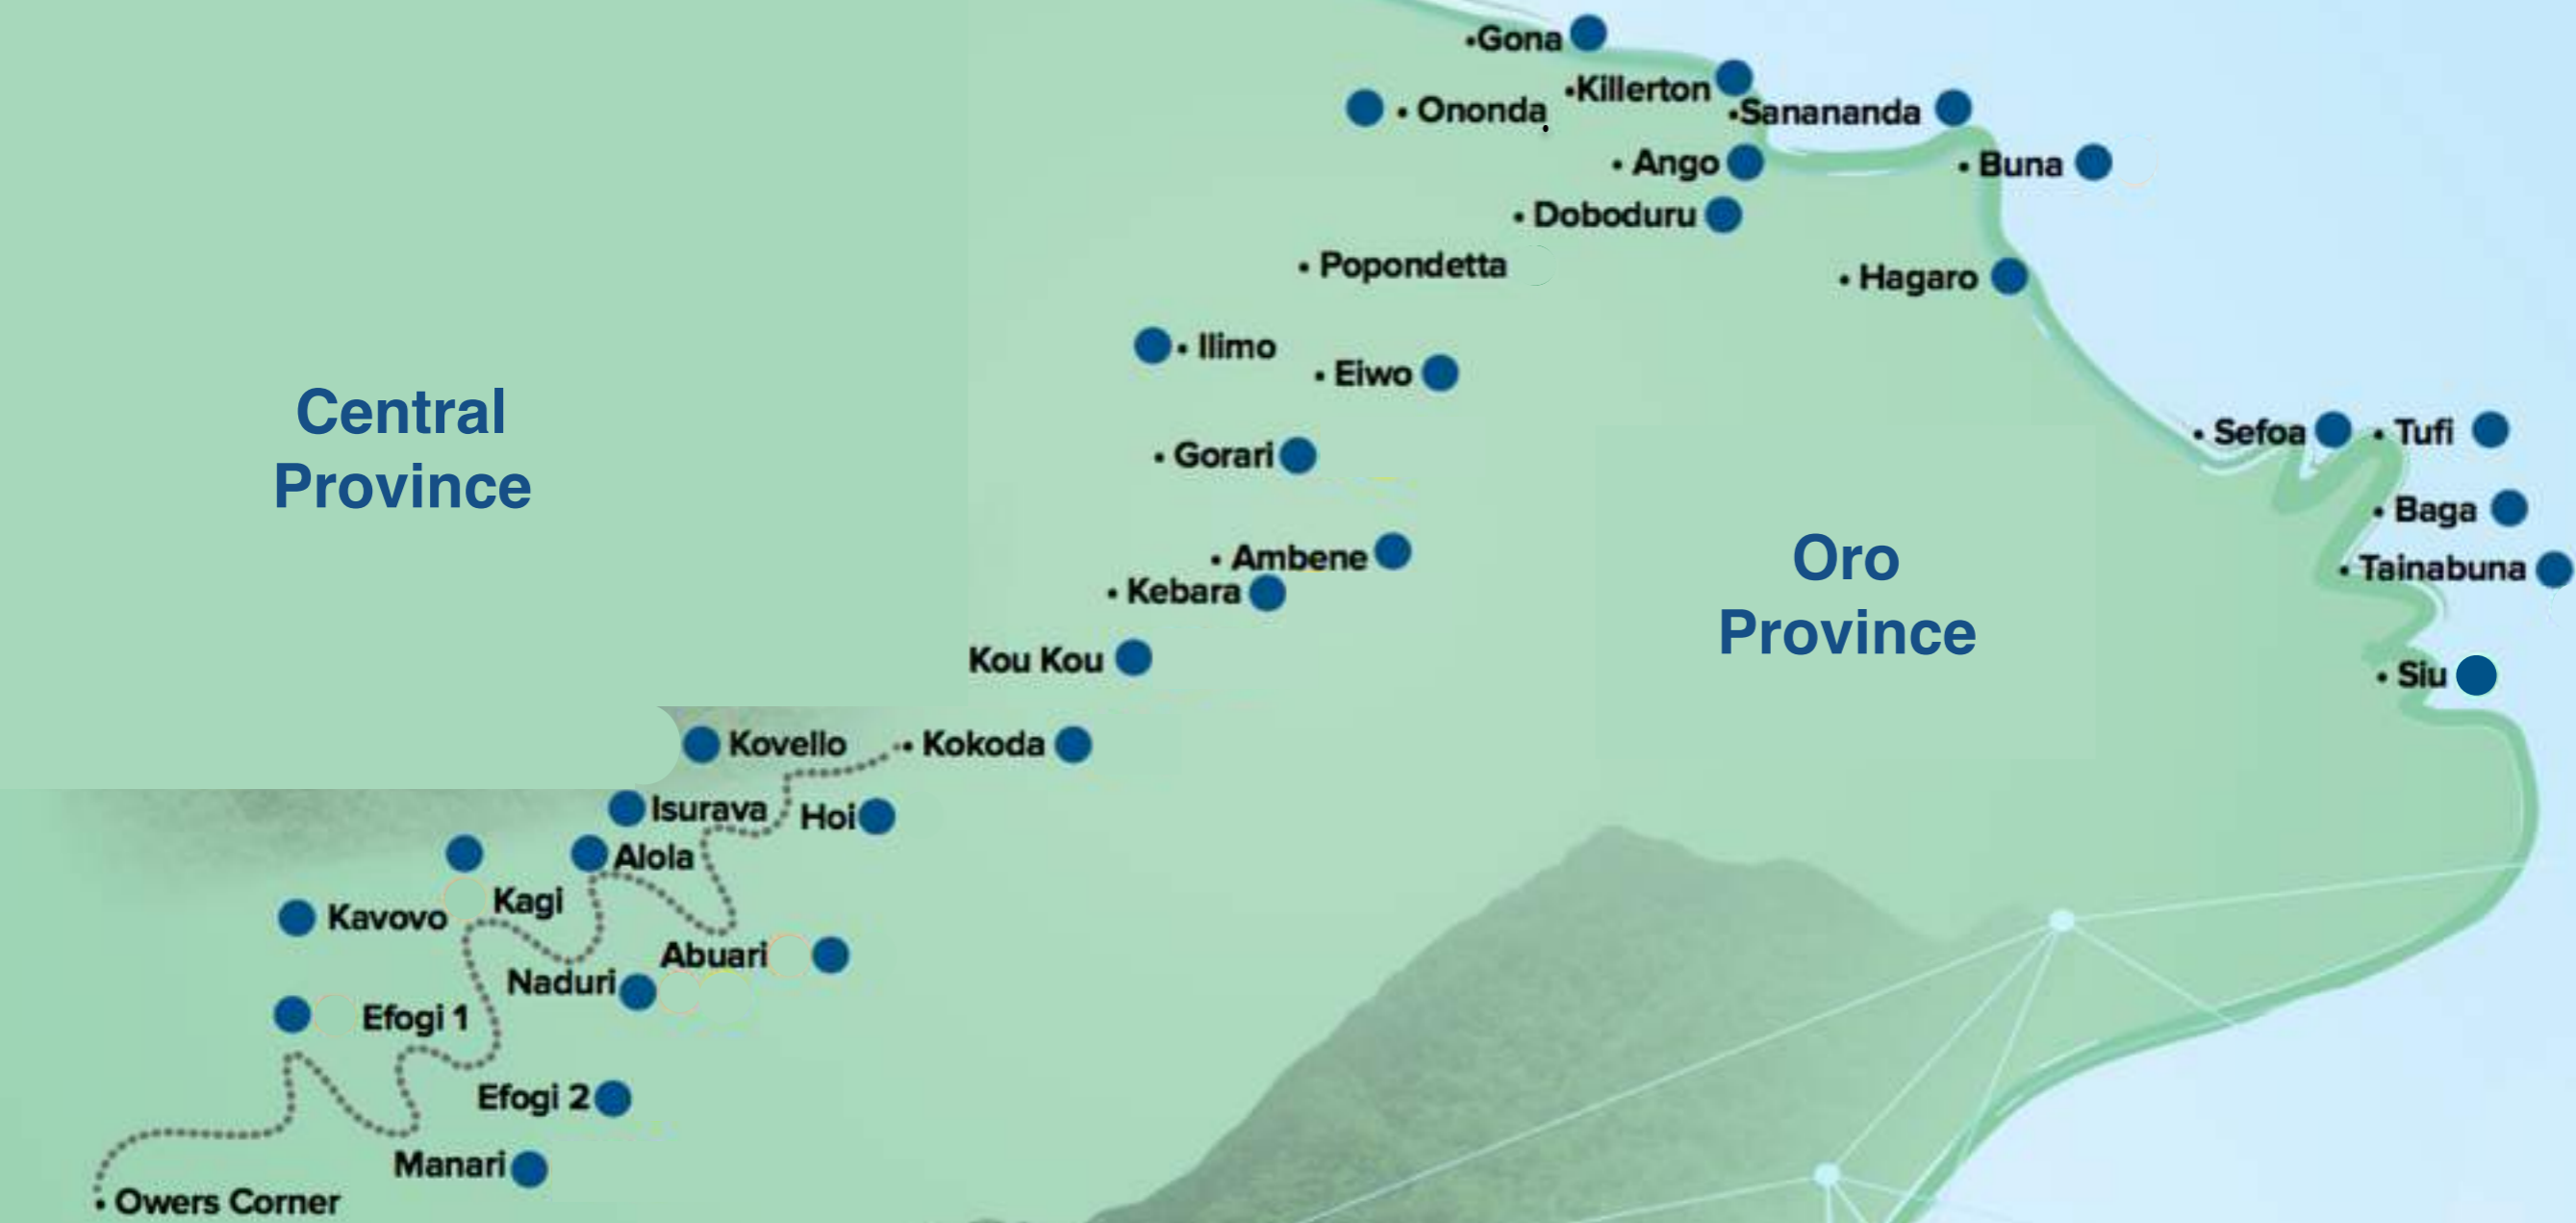 •Gona
•Killerton
• Ononda
•Sanananda
• Ango
• Buna
• Doboduru
• Popondetta
• Hagaro
• Ilimo
• Eiwo
Central
Province
• Sefoa
• Tufi
• Gorari
• Baga
• Ambene
Oro
Province
• Tainabuna
• Kebara
Kou Kou
• Siu
Kovello
• Kokoda
Isurava
Hoi
Alola
Kagi
Kavovo
Abuari
Naduri
Efogi 1
Efogi 2
Manari
• Owers Corner